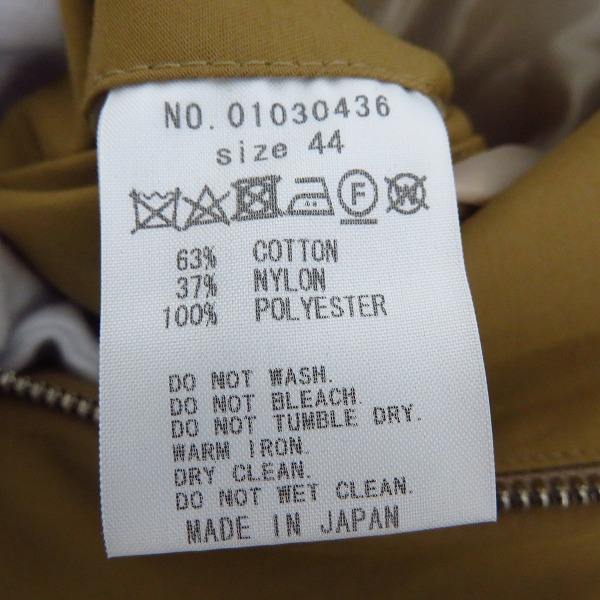 NO. 01030436
size 44
F W
63% COTTON
37% NYLON
100% POLYESTER
DO NOT WASH.
DO NOT BLEACH.
DO NOT TUMBLE DRY.
WARM IRON.
DRY CLEAN.
DO NOT WET CLEAN.
MADE IN JAPAN